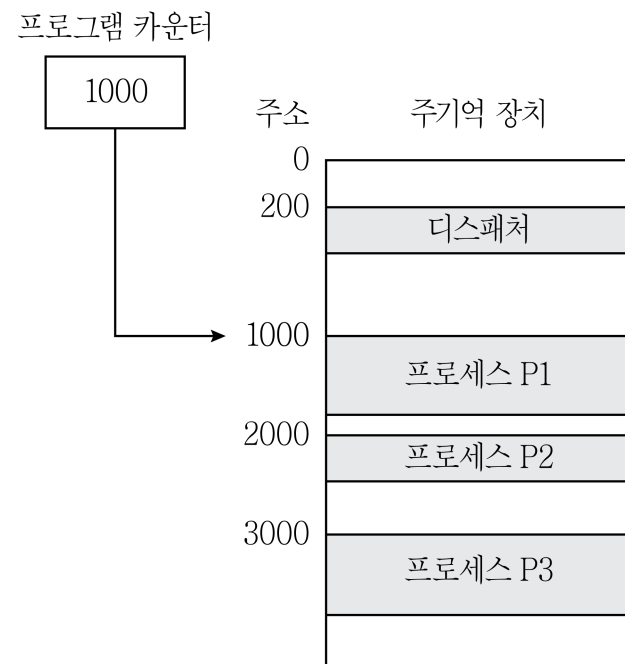 프로그램 카운터
1000
주소 주기억 장치
0
200
디스패처
1000
프로세스 P1
2000
프로세스 P2
3000
프로세스 P3